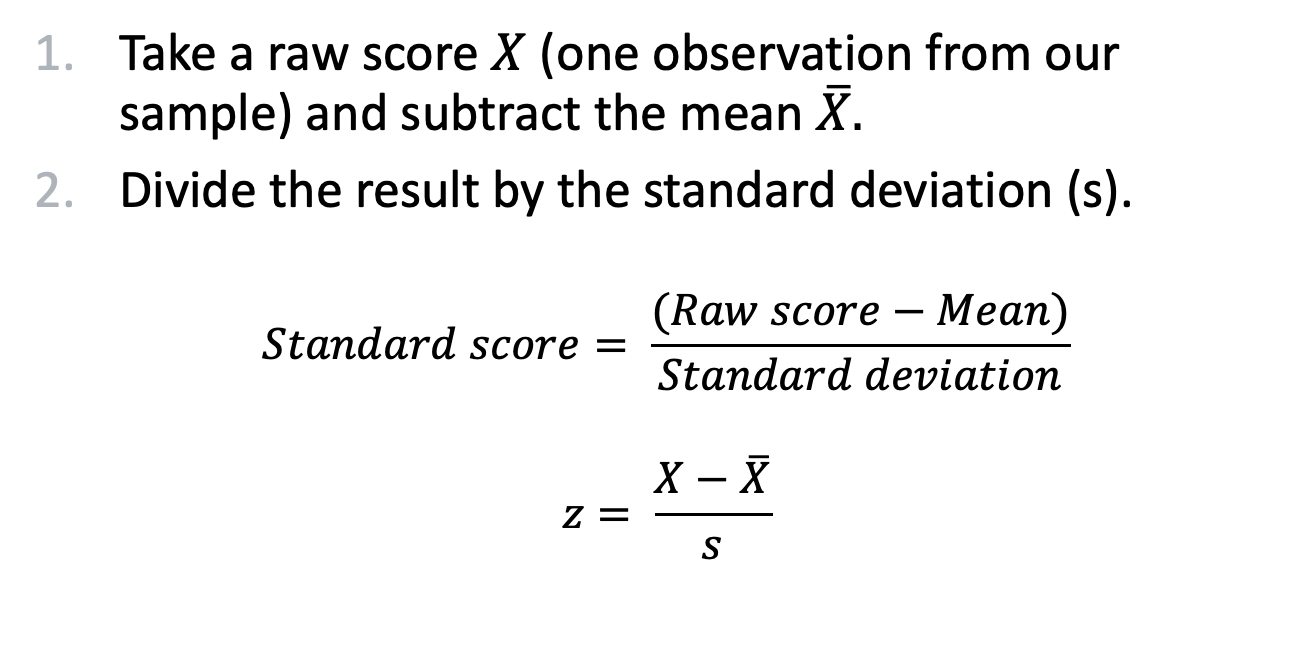 1. Take a raw score X (one observation from our
sample) and subtract the mean X̄.
2. Divide the result by the standard deviation (s).
Standard score = (Raw score − Mean)
Standard deviation
z = X − X̄
s